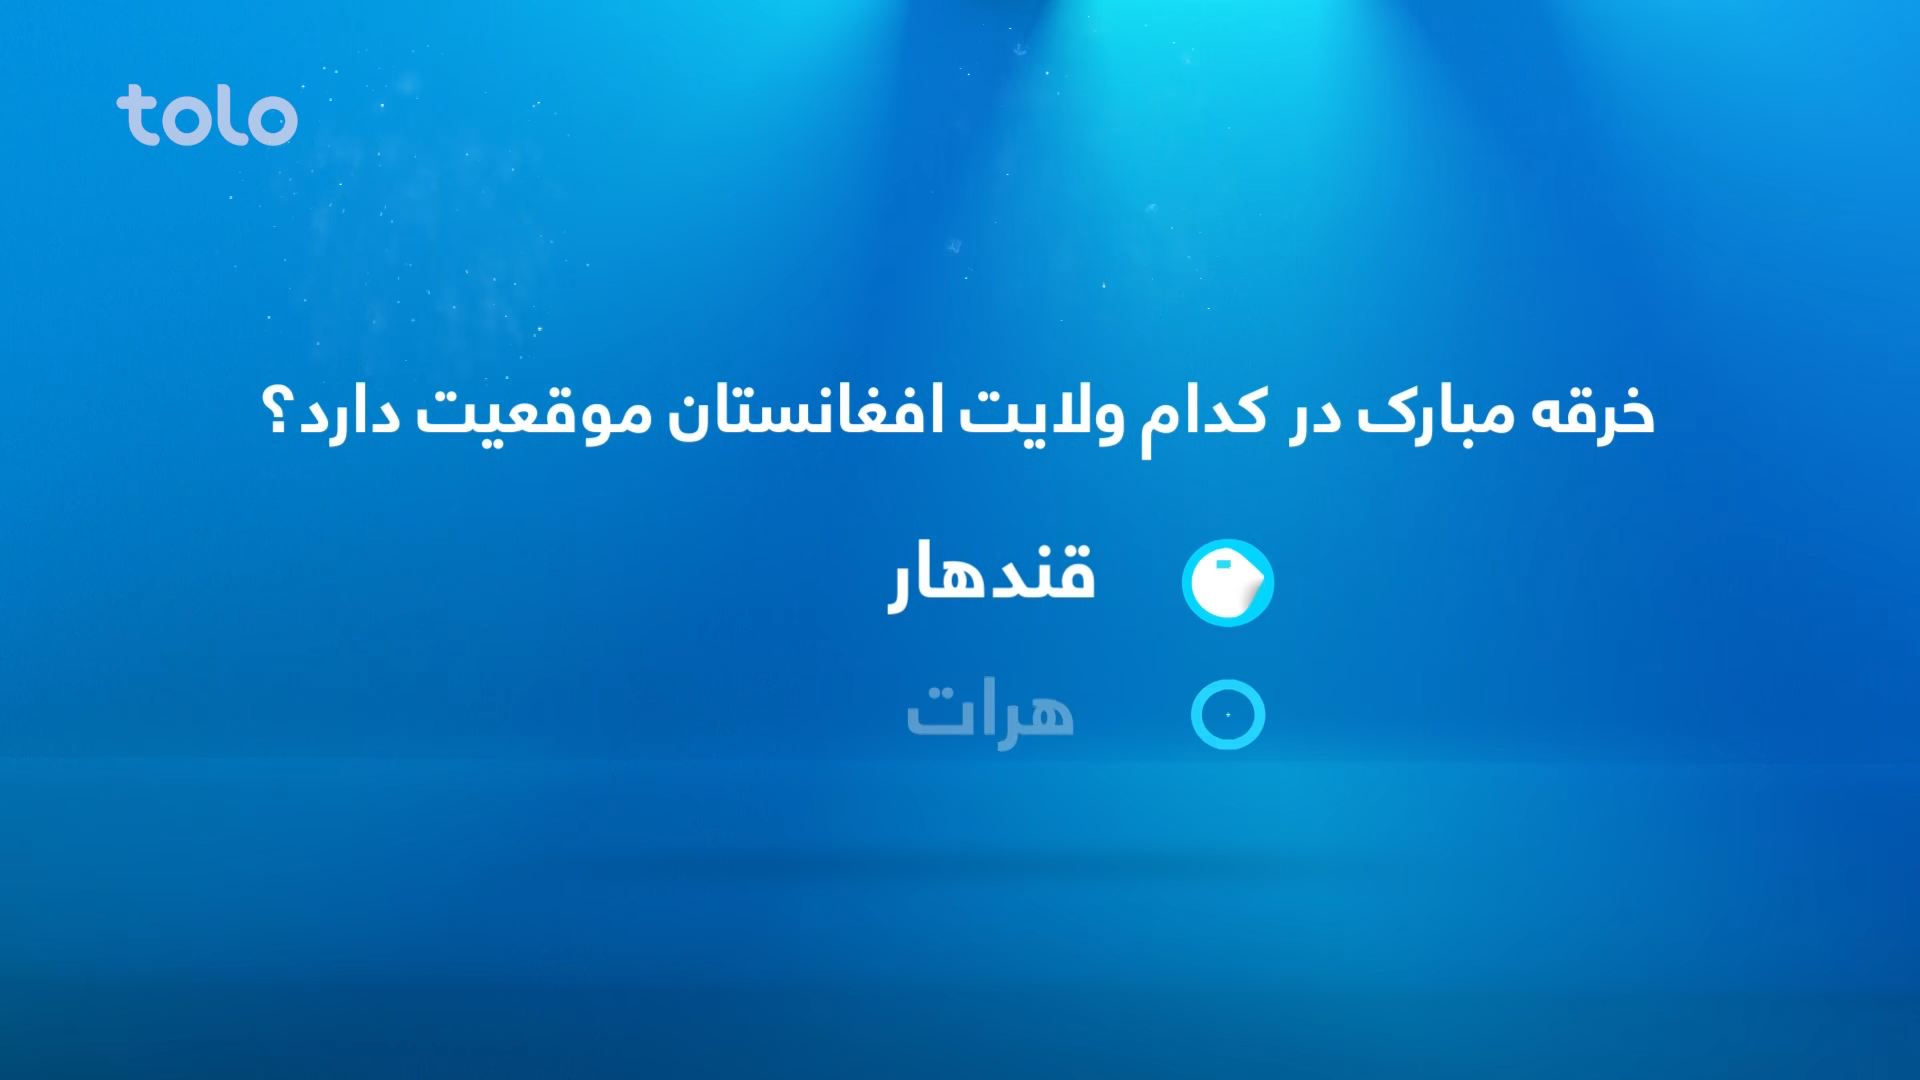 tolo
خرقه مبارک در کدام ولایت افغانستان موقعیت دارد؟
قندهار
هرات